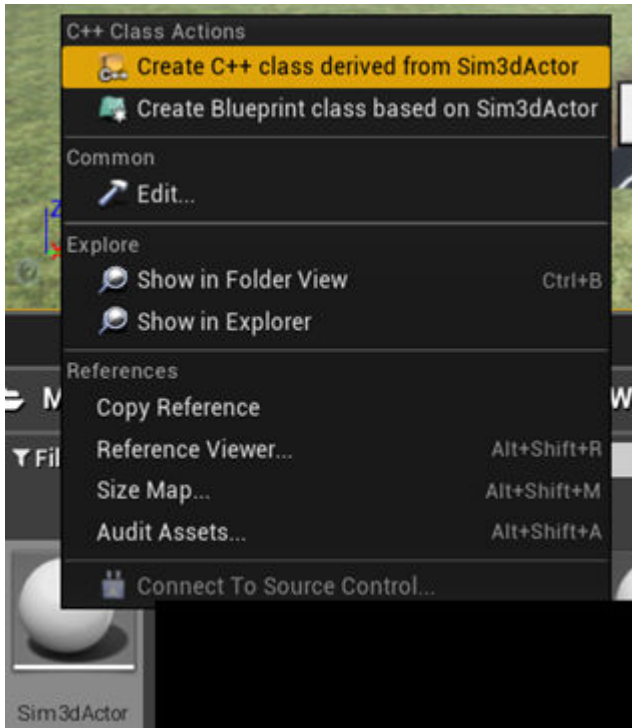 C++ Class Actions
C++ Create C++ class derived from Sim3dActor
Create Blueprint class based on Sim3dActor
Common
Edit...
Explore
Show in Folder View Ctrl+B
Show in Explorer
References
Copy Reference
Reference Viewer... Alt+Shift+R
Size Map... Alt+Shift+M
Audit Assets... Alt+Shift+A
Connect To Source Control...
Z
M
W
Fil
Sim3dActor